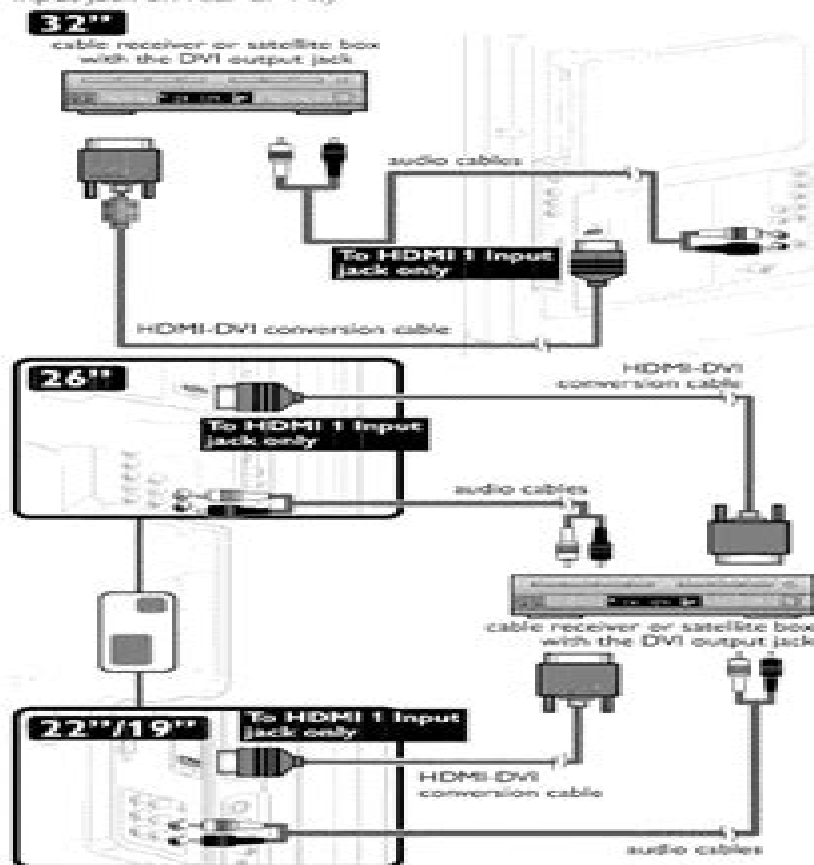 32"
cable receiver or satellite box
with the DVI output jack
audio cables
To HDMI 1 Input
jack only
HDMI-DVI conversion cable
26"
HDMI-DVI
conversion cable
To HDMI 1 Input
jack only
audio cables
cable receiver or satellite box
with the DVI output jack
22"/19"
To HDMI 1 Input
jack only
HDMI-DVI
conversion cable
audio cables